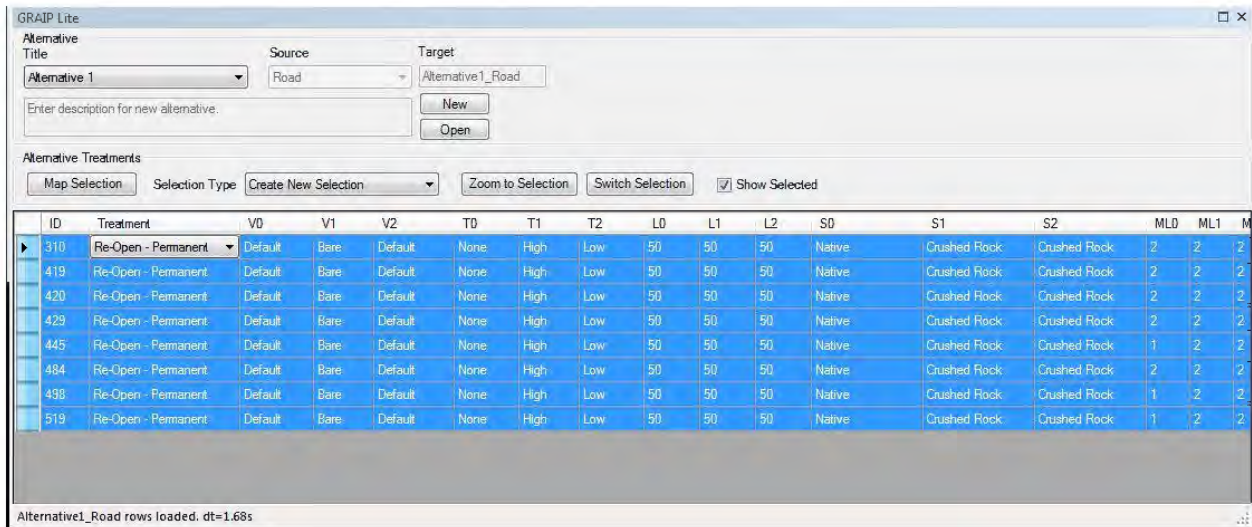 GRAIP Lite
Alternative
Title Source Target
Alternative 1 Road Alternative1_Road
Enter description for new alternative.
New
Open
Alternative Treatments
Map Selection Selection Type Create New Selection Zoom to Selection Switch Selection Show Selected
ID Treatment V0 V1 V2 T0 T1 T2 L0 L1 L2 S0 S1 S2 ML0 ML1 M
310 Re-Open - Permanent Default Bare Default None High Low 50 50 50 Native Crushed Rock Crushed Rock 2 2 2
419 Re-Open - Permanent Default Bare Default None High Low 50 50 50 Native Crushed Rock Crushed Rock 2 2 2
420 Re-Open - Permanent Default Bare Default None High Low 50 50 50 Native Crushed Rock Crushed Rock 2 2 2
429 Re-Open - Permanent Default Bare Default None High Low 50 50 50 Native Crushed Rock Crushed Rock 2 2 2
445 Re-Open - Permanent Default Bare Default None High Low 50 50 50 Native Crushed Rock Crushed Rock 1 2 2
484 Re-Open - Permanent Default Bare Default None High Low 50 50 50 Native Crushed Rock Crushed Rock 2 2 2
498 Re-Open - Permanent Default Bare Default None High Low 50 50 50 Native Crushed Rock Crushed Rock 1 2 2
519 Re-Open - Permanent Default Bare Default None High Low 50 50 50 Native Crushed Rock Crushed Rock 1 2 2
Alternative1_Road rows loaded. dt=1.68s